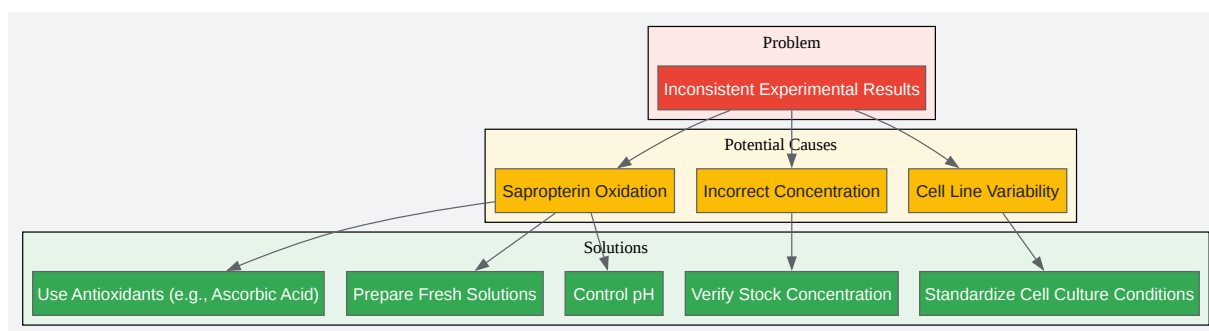 Problem
Inconsistent Experimental Results
Potential Causes
Sapropterin Oxidation
Incorrect Concentration
Cell Line Variability
Solutions
Use Antioxidants (e.g., Ascorbic Acid)
Prepare Fresh Solutions
Control pH
Verify Stock Concentration
Standardize Cell Culture Conditions